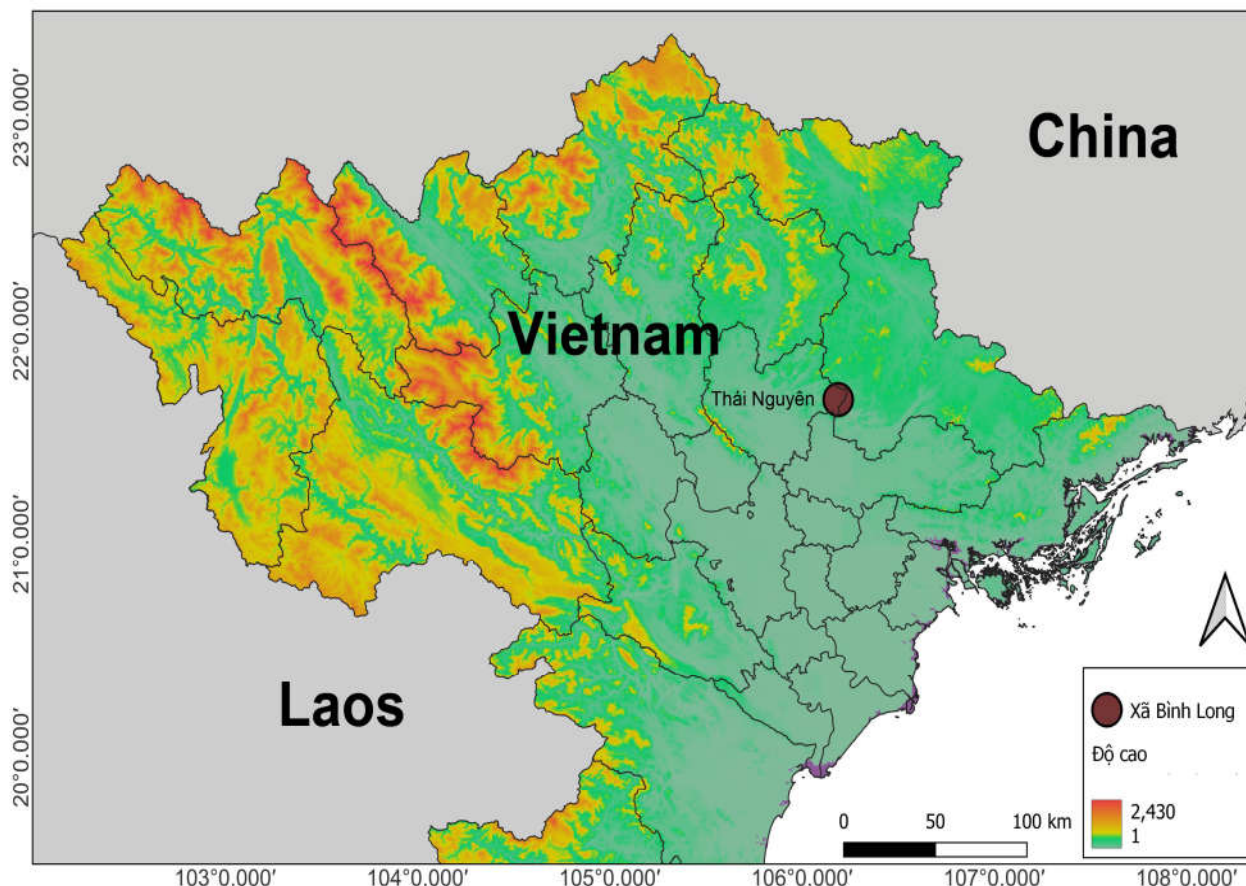 China
Vietnam
Thái Nguyên
Laos
23°0.000'
22°0.000'
21°0.000'
20°0.000'
Xã Bình Long
Độ cao
2,430
1
0 50 100 km
103°0.000' 104°0.000' 105°0.000' 106°0.000' 107°0.000' 108°0.000'